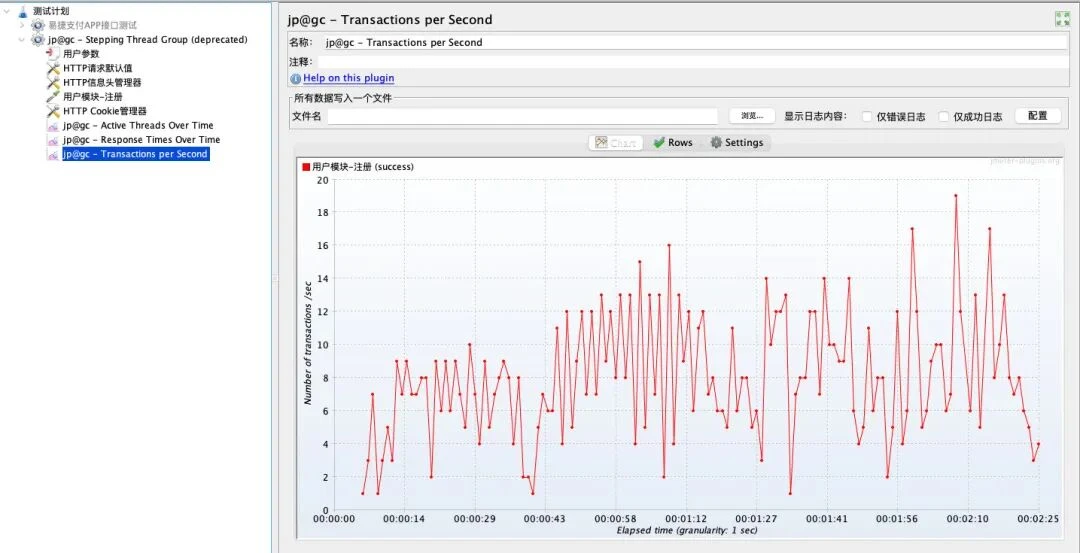 测试计划
易捷支付APP接口测试
jp@gc - Stepping Thread Group (deprecated)
用户参数
HTTP请求默认值
HTTP信息头管理器
用户模块-注册
HTTP Cookie管理器
jp@gc - Active Threads Over Time
jp@gc - Response Times Over Time
jp@gc - Transactions per Second
jp@gc - Transactions per Second
名称： jp@gc - Transactions per Second
注释：
Help on this plugin
所有数据写入一个文件
文件名 浏览... 显示日志内容： 仅错误日志 仅成功日志 配置
Chart Rows Settings
用户模块-注册 (success)
jmeter-plugins.org
20
18
16
14
12
10
8
6
4
2
0
Number of transactions /sec
00:00:00 00:00:14 00:00:29 00:00:43 00:00:58 00:01:12 00:01:27 00:01:41 00:01:56 00:02:10 00:02:25
Elapsed time (granularity: 1 sec)